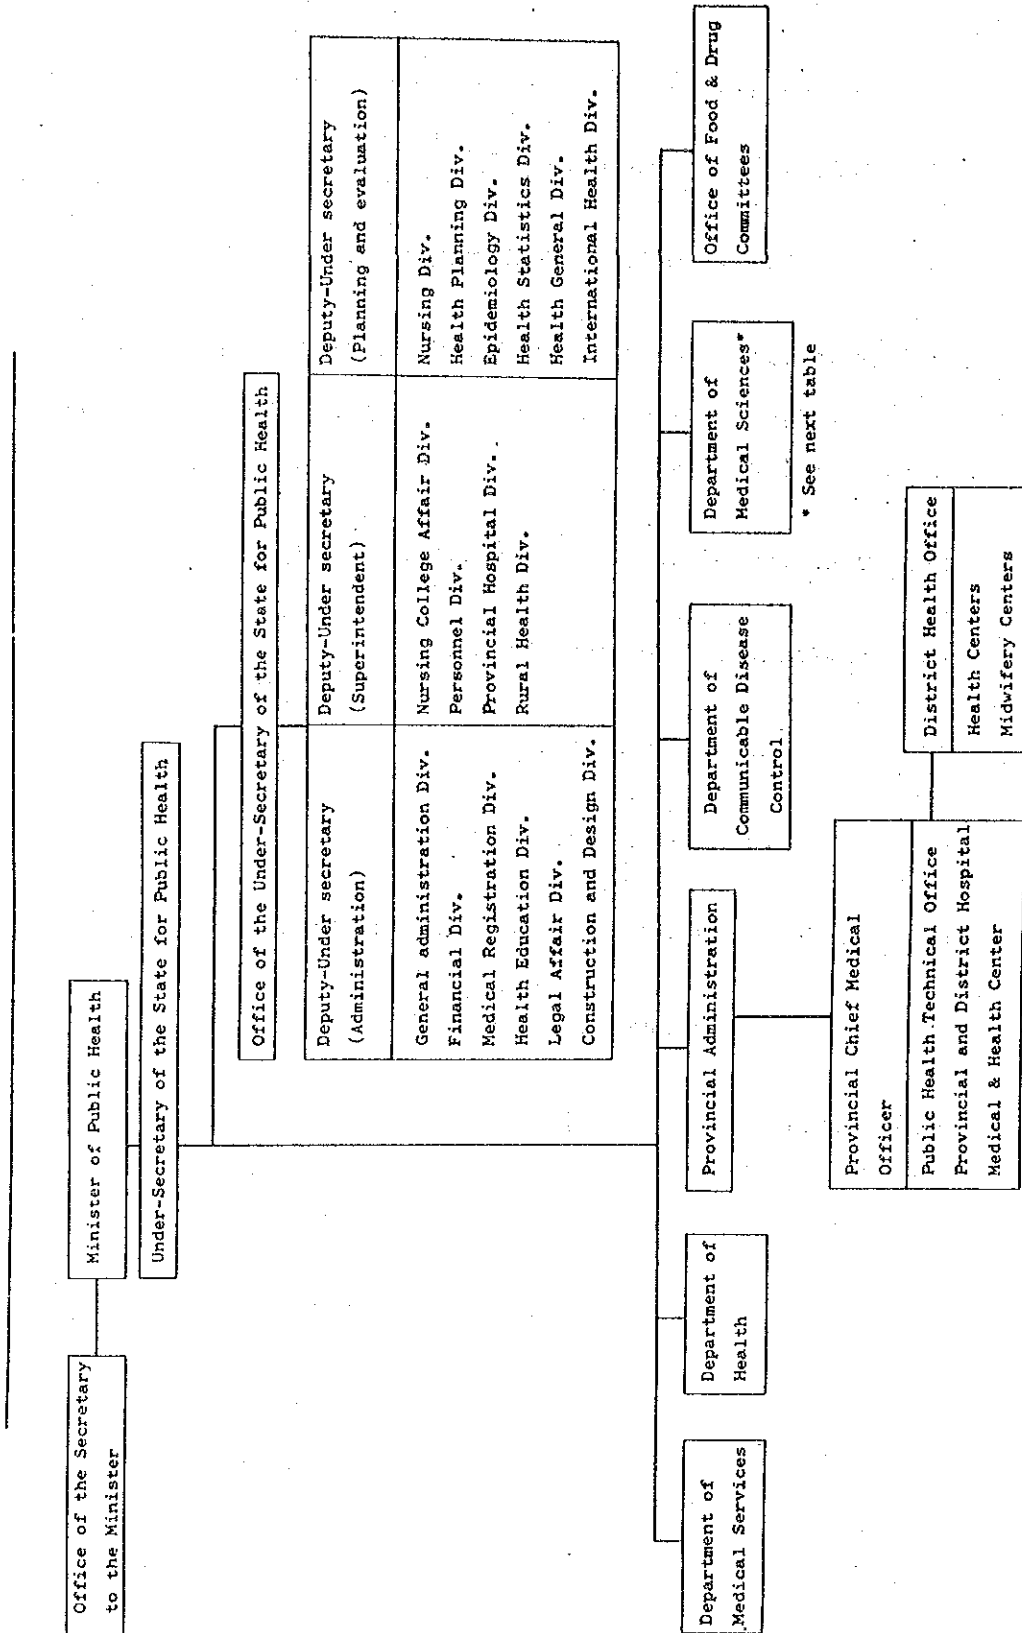 Office of the Secretary
to the Minister
Minister of Public Health
Under-Secretary of the State for Public Health
Office of the Under-Secretary of the State for Public Health
Deputy-Under secretary
(Administration)
General administration Div.
Financial Div.
Medical Registration Div.
Health Education Div.
Legal Affair Div.
Construction and Design Div.
Deputy-Under secretary
(Superintendent)
Nursing College Affair Div.
Personnel Div.
Provincial Hospital Div.
Rural Health Div.
Deputy-Under secretary
(Planning and evaluation)
Nursing Div.
Health Planning Div.
Epidemiology Div.
Health Statistics Div.
Health General Div.
International Health Div.
Department of
Medical Services
Department of
Health
Provincial Administration
Department of
Communicable Disease
Control
Department of
Medical Sciences*
* See next table
Office of Food & Drug
Committees
Provincial Chief Medical
Officer
Public Health Technical Office
Provincial and District Hospital
Medical & Health Center
District Health Office
Health Centers
Midwifery Centers